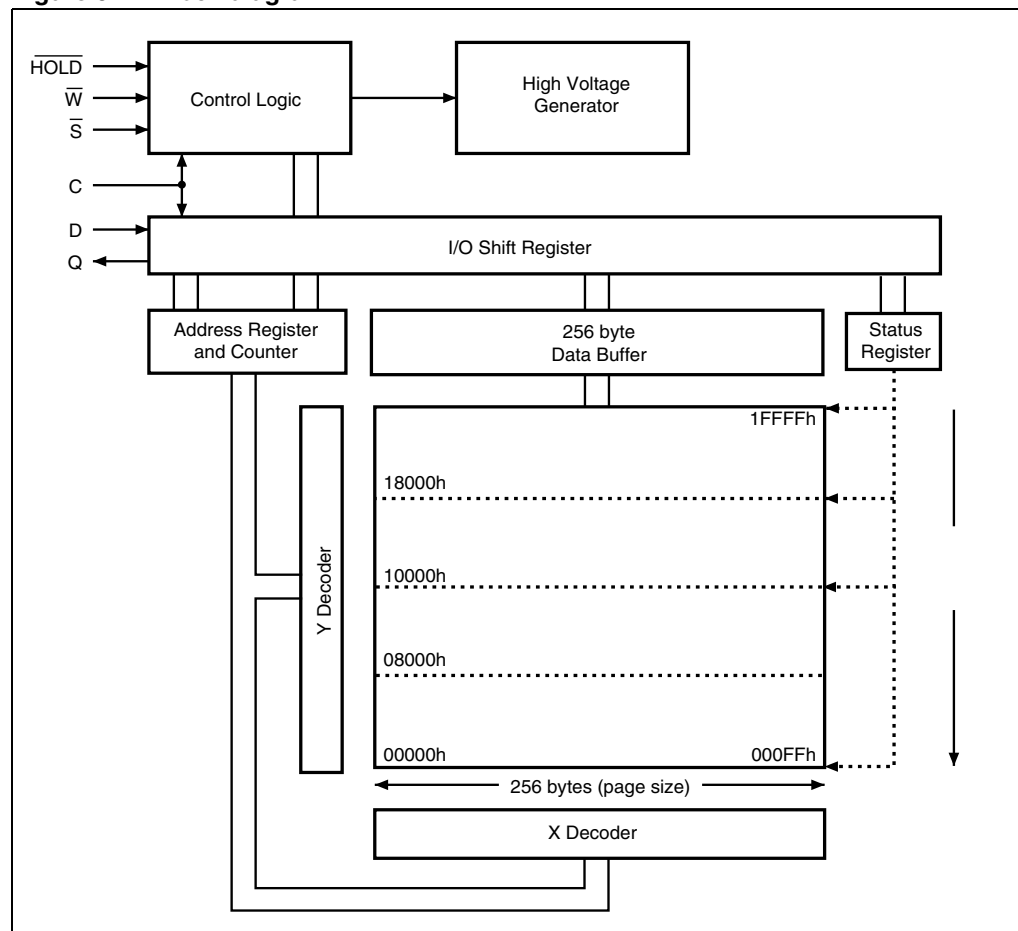 HOLD
W
S
C
D
Q
Control Logic
High Voltage
Generator
I/O Shift Register
Address Register
and Counter
256 byte
Data Buffer
Status
Register
1FFFFh
18000h
10000h
08000h
00000h
000FFh
Y Decoder
256 bytes (page size)
X Decoder